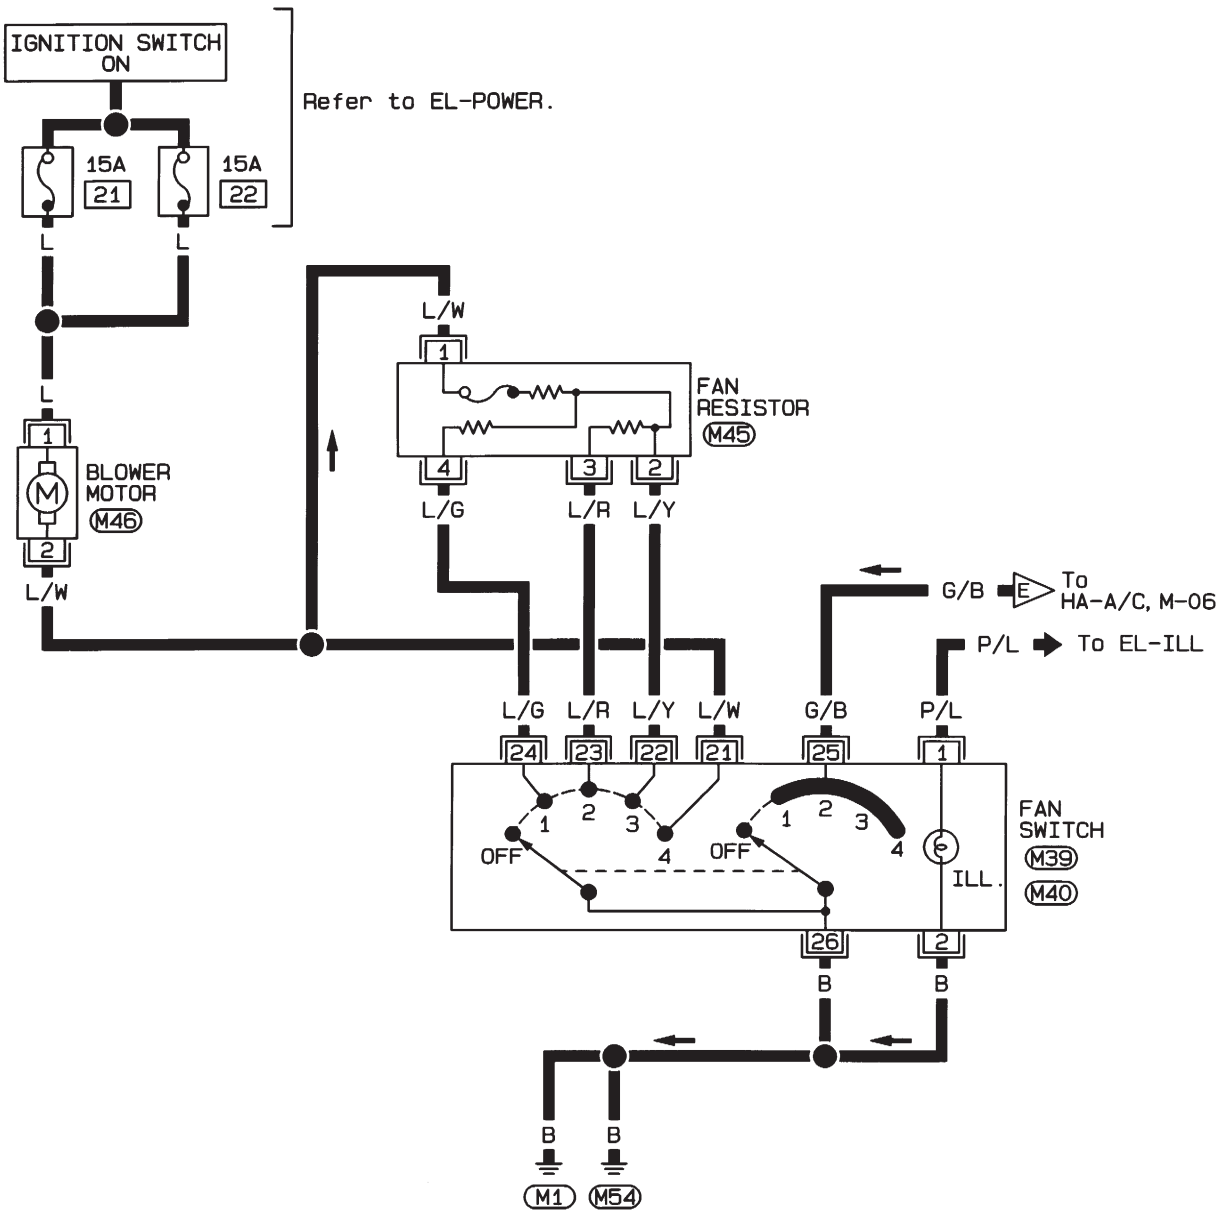 IGNITION SWITCH
ON
Refer to EL-POWER.
15A
21
15A
22
L
L
L/W
L
1
1
FAN
RESISTOR
M45
BLOWER
MOTOR
M46
M
4
3
2
L/G
L/R
L/Y
2
L/W
G/B
E
To
HA-A/C, M-06
P/L
To EL-ILL
L/G
L/R
L/Y
L/W
G/B
P/L
24
23
22
21
25
1
OFF
1
2
3
4
OFF
1
2
3
4
ILL.
FAN
SWITCH
M39
M40
26
2
B
B
B
B
M1
M54